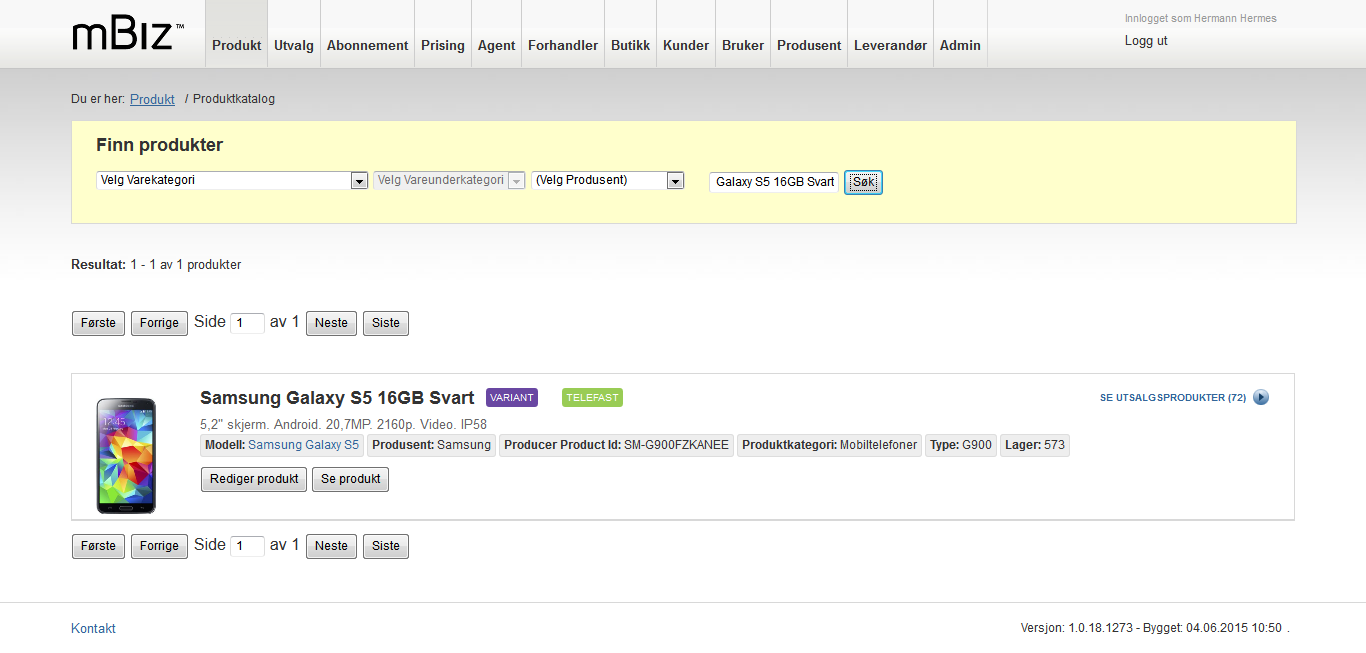 mBiz™
Produkt Utvalg Abonnement Prising Agent Forhandler Butikk Kunder Bruker Produsent Leverandør Admin
Innlogget som Hermann Hermes
Logg ut
Du er her: Produkt / Produktkatalog
Finn produkter
Velg Varekategori Velg Vareunderkategori (Velg Produsent) Galaxy S5 16GB Svart Søk
Resultat: 1 - 1 av 1 produkter
Første Forrige Side 1 av 1 Neste Siste
Samsung Galaxy S5 16GB Svart VARIANT TELEFAST SE UTSALGSPRODUKTER (72)
5,2" skjerm. Android. 20,7MP. 2160p. Video. IP58
Modell: Samsung Galaxy S5 Produsent: Samsung Producer Product Id: SM-G900FZKANEE Produktkategori: Mobiltelefoner Type: G900 Lager: 573
Rediger produkt Se produkt
12:45
Første Forrige Side 1 av 1 Neste Siste
Kontakt
Versjon: 1.0.18.1273 - Bygget: 04.06.2015 10:50 .